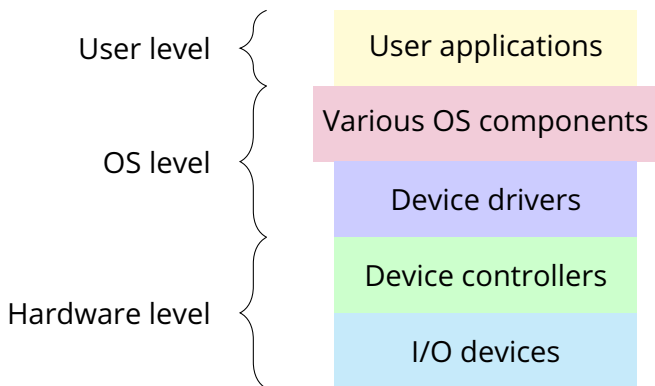 User level
User applications
Various OS components
OS level
Device drivers
Device controllers
Hardware level
I/O devices